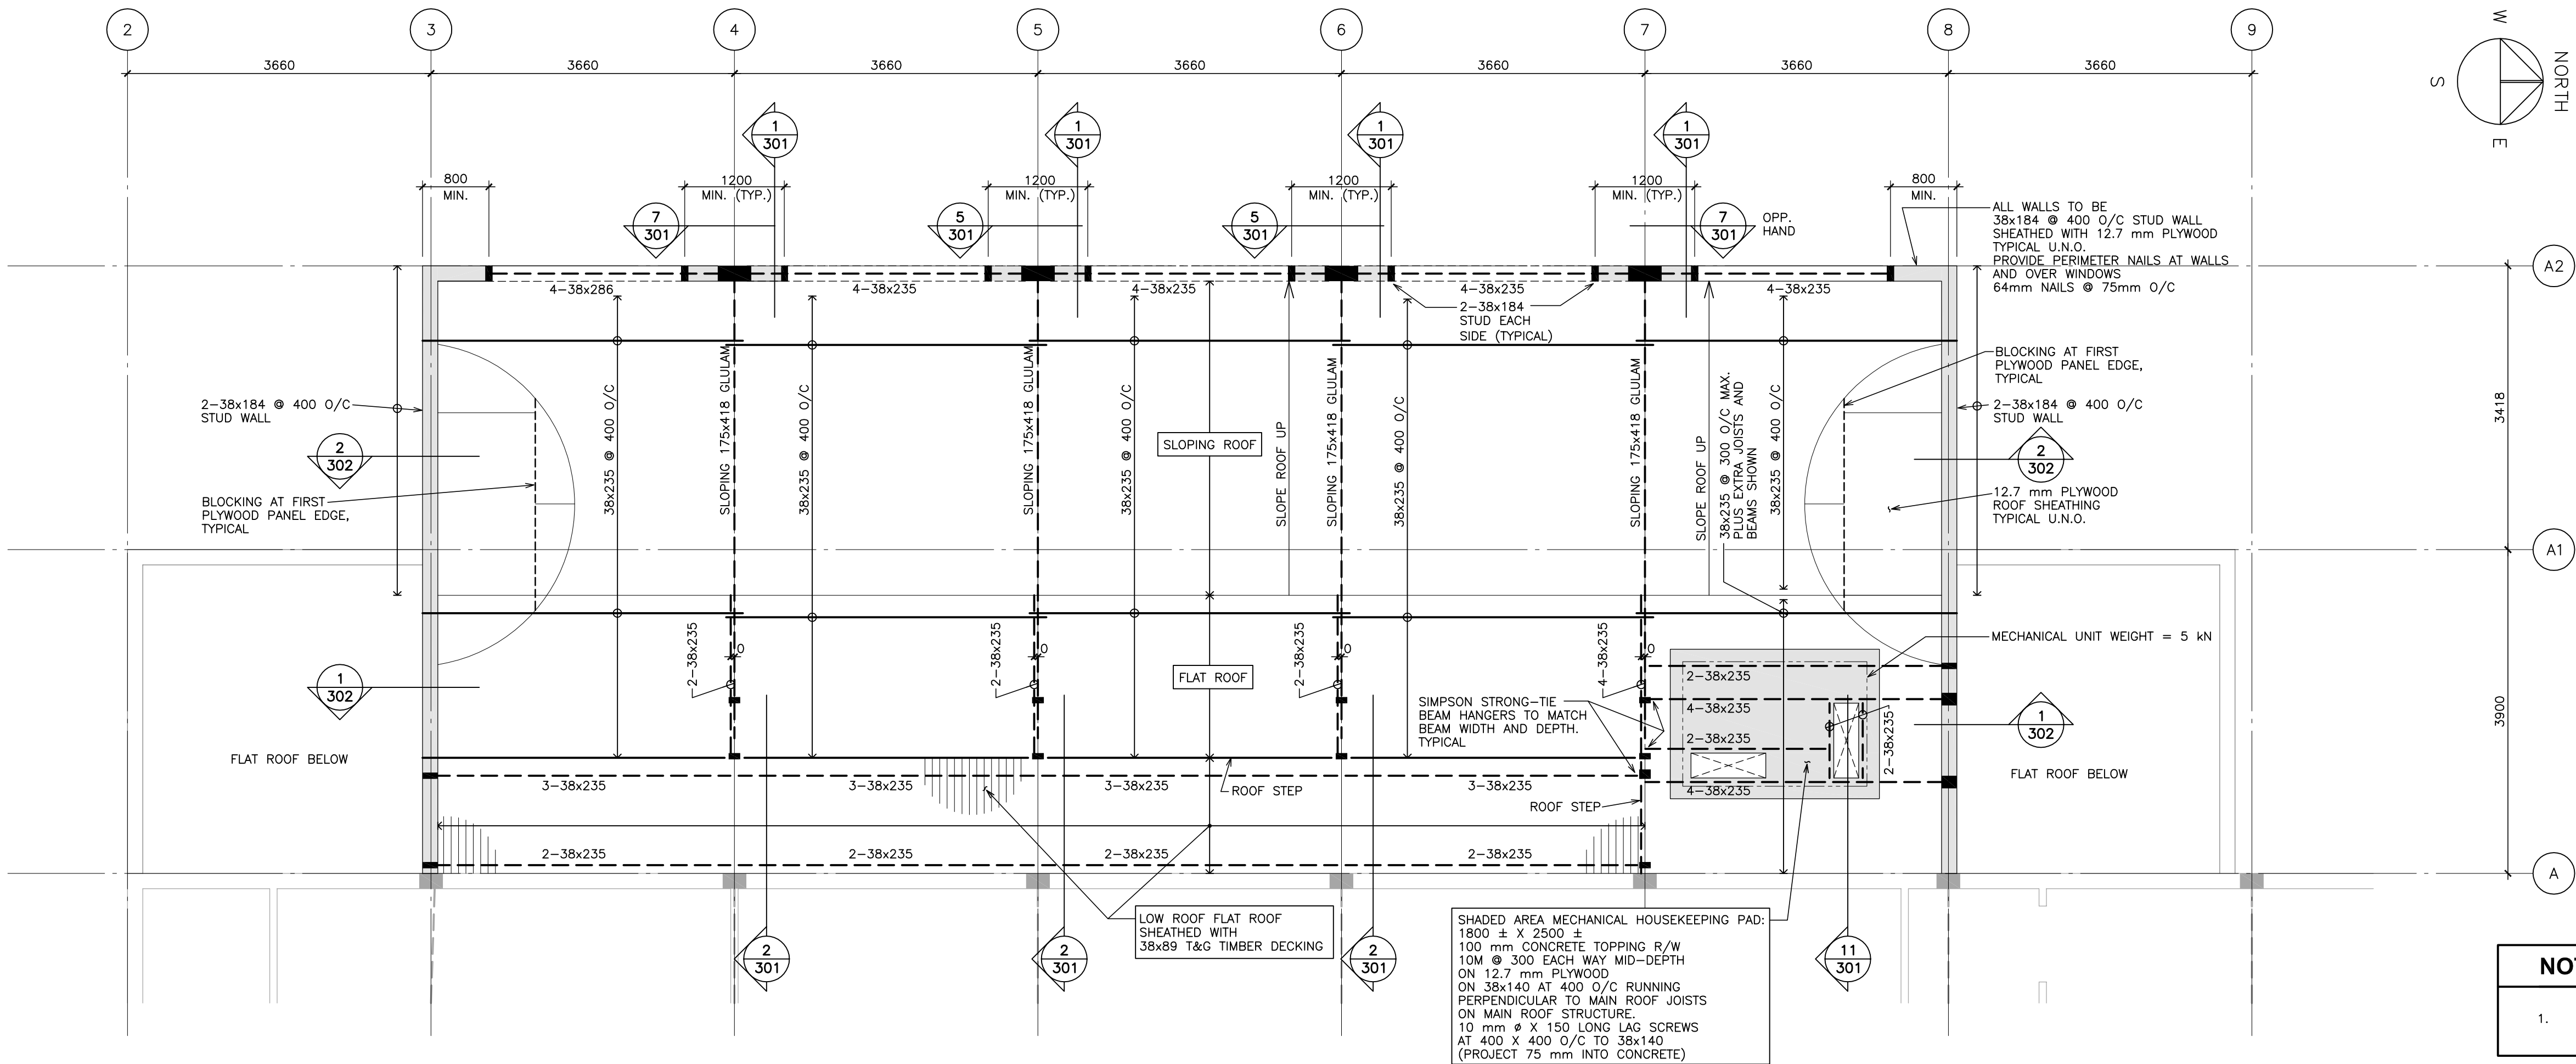 2
3
4
5
6
7
8
9
3660
3660
3660
3660
3660
3660
3660
W
NORTH
S
E
1
301
1
301
1
301
1
301
800
MIN.
1200
MIN. (TYP.)
1200
MIN. (TYP.)
1200
MIN. (TYP.)
1200
MIN. (TYP.)
800
MIN.
7
301
5
301
5
301
7
301
OPP.
HAND
ALL WALLS TO BE
38x184 @ 400 O/C STUD WALL
SHEATHED WITH 12.7 mm PLYWOOD
TYPICAL U.N.O.
PROVIDE PERIMETER NAILS AT WALLS
AND OVER WINDOWS
64mm NAILS @ 75mm O/C
A2
4-38x286
4-38x235
4-38x235
4-38x235
4-38x235
2-38x184
STUD EACH
SIDE (TYPICAL)
BLOCKING AT FIRST
PLYWOOD PANEL EDGE,
TYPICAL
2-38x184 @ 400 O/C
STUD WALL
2-38x184 @ 400 O/C
STUD WALL
38x235 @ 400 O/C
SLOPING 175x418 GLULAM
38x235 @ 400 O/C
SLOPING 175x418 GLULAM
38x235 @ 400 O/C
SLOPING ROOF
SLOPE ROOF UP
SLOPING 175x418 GLULAM
38x235 @ 400 O/C
SLOPING 175x418 GLULAM
SLOPE ROOF UP
38x235 @ 300 O/C MAX.
PLUS EXTRA JOISTS AND
BEAMS SHOWN
38x235 @ 400 O/C
3418
2
302
2
302
BLOCKING AT FIRST
PLYWOOD PANEL EDGE,
TYPICAL
12.7 mm PLYWOOD
ROOF SHEATHING
TYPICAL U.N.O.
A1
2-38x235
0
2-38x235
0
2-38x235
0
4-38x235
0
FLAT ROOF
MECHANICAL UNIT WEIGHT = 5 kN
1
302
1
302
SIMPSON STRONG-TIE
BEAM HANGERS TO MATCH
BEAM WIDTH AND DEPTH.
TYPICAL
2-38x235
4-38x235
2-38x235
4-38x235
2-38x235
3900
FLAT ROOF BELOW
FLAT ROOF BELOW
3-38x235
3-38x235
3-38x235
3-38x235
ROOF STEP
ROOF STEP
2-38x235
2-38x235
2-38x235
2-38x235
A
LOW ROOF FLAT ROOF
SHEATHED WITH
38x89 T&G TIMBER DECKING
SHADED AREA MECHANICAL HOUSEKEEPING PAD:
1800 ± X 2500 ±
100 mm CONCRETE TOPPING R/W
10M @ 300 EACH WAY MID-DEPTH
ON 12.7 mm PLYWOOD
ON 38x140 AT 400 O/C RUNNING
PERPENDICULAR TO MAIN ROOF JOISTS
ON MAIN ROOF STRUCTURE.
10 mm ø X 150 LONG LAG SCREWS
AT 400 X 400 O/C TO 38x140
(PROJECT 75 mm INTO CONCRETE)
2
301
2
301
2
301
11
301
1.